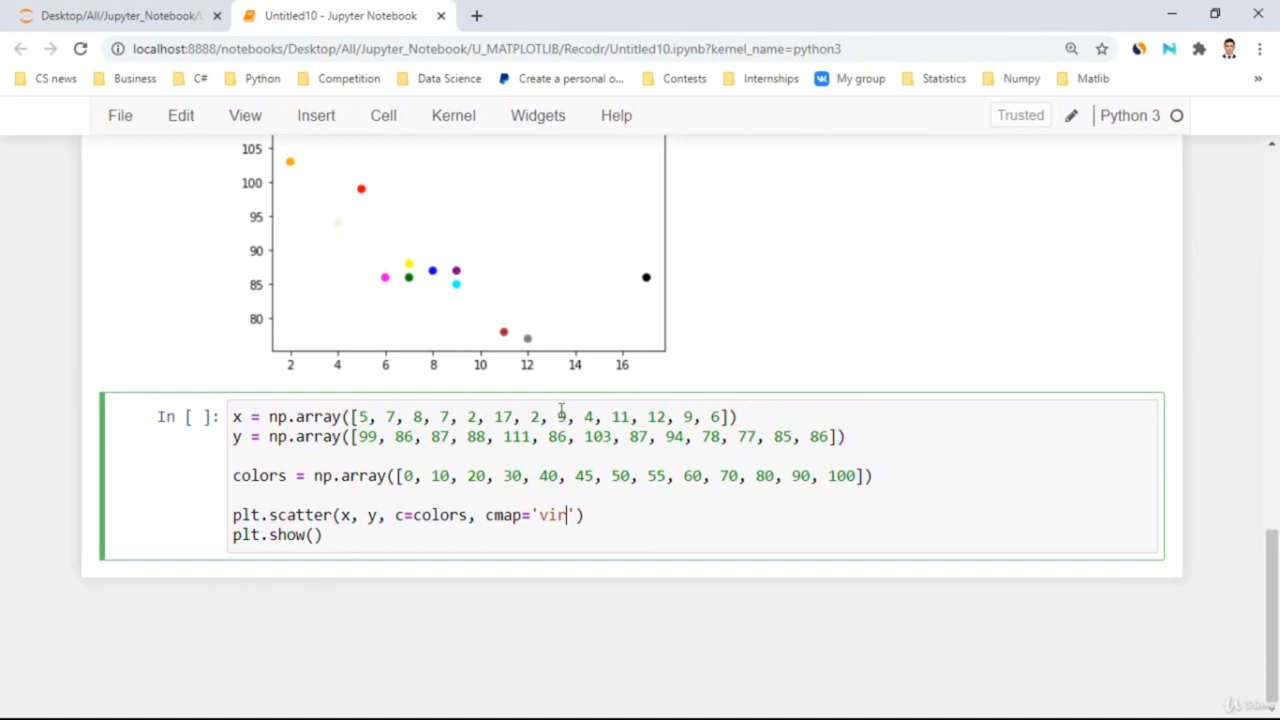 Desktop/All/Jupyter_Notebook/
Untitled10 - Jupyter Notebook
localhost:8888/notebooks/Desktop/All/Jupyter_Notebook/U_MATPLOTLIB/Recodr/Untitled10.ipynb?kernel_name=python3
CS news Business C# Python Competition Data Science Create a personal o... Contests Internships My group Statistics Numpy Matlib »
File Edit View Insert Cell Kernel Widgets Help Trusted Python 3
105
100
95
90
85
80
2 4 6 8 10 12 14 16
In [ ]: x = np.array([5, 7, 8, 7, 2, 17, 2, 9, 4, 11, 12, 9, 6])
y = np.array([99, 86, 87, 88, 111, 86, 103, 87, 94, 78, 77, 85, 86])
colors = np.array([0, 10, 20, 30, 40, 45, 50, 55, 60, 70, 80, 90, 100])
plt.scatter(x, y, c=colors, cmap='vir')
plt.show()
Udemy